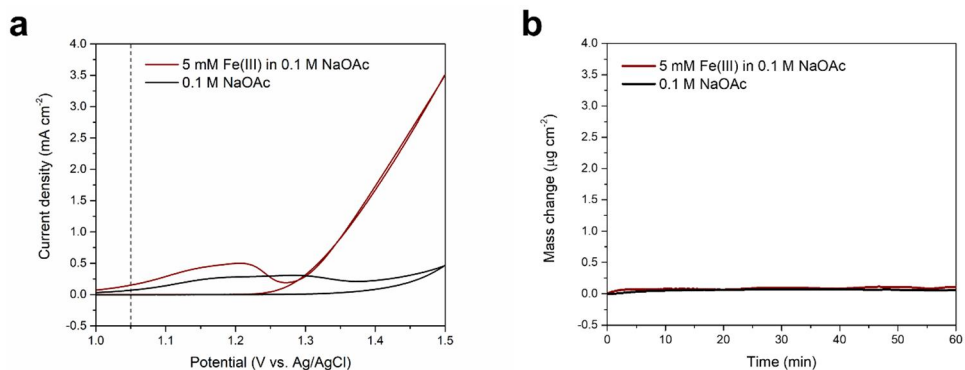 a
4.0
3.5
3.0
2.5
2.0
1.5
1.0
0.5
0.0
-0.5
Current density (mA cm⁻²)
5 mM Fe(III) in 0.1 M NaOAc
0.1 M NaOAc
1.0 1.1 1.2 1.3 1.4 1.5
Potential (V vs. Ag/AgCl)
b
4.0
3.5
3.0
2.5
2.0
1.5
1.0
0.5
0.0
-0.5
Mass change (μg cm⁻²)
5 mM Fe(III) in 0.1 M NaOAc
0.1 M NaOAc
0 10 20 30 40 50 60
Time (min)